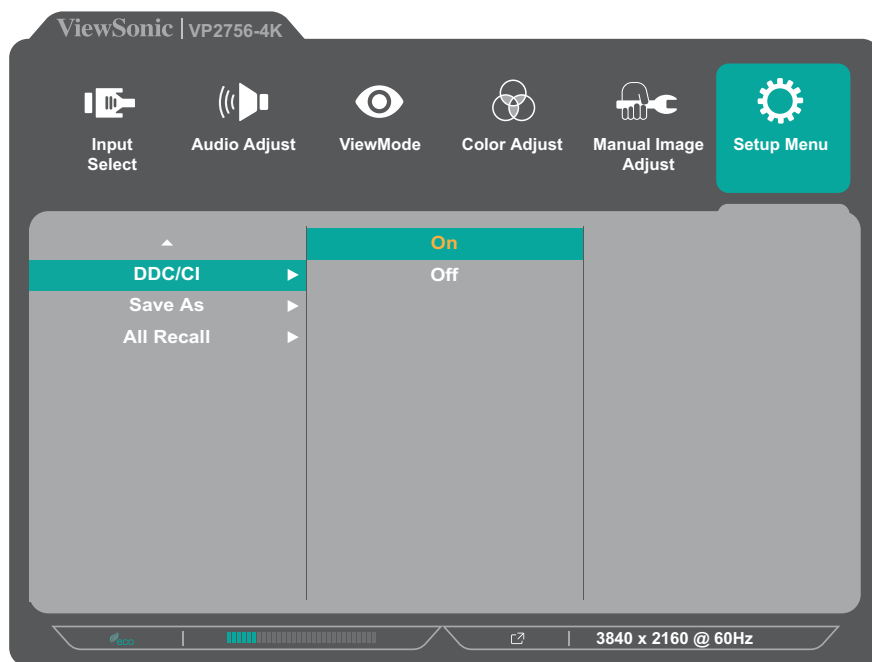 ViewSonic | VP2756-4K
Input Select
Audio Adjust
ViewMode
Color Adjust
Manual Image Adjust
Setup Menu
On
DDC/CI
Off
Save As
All Recall
eco
3840 x 2160 @ 60Hz